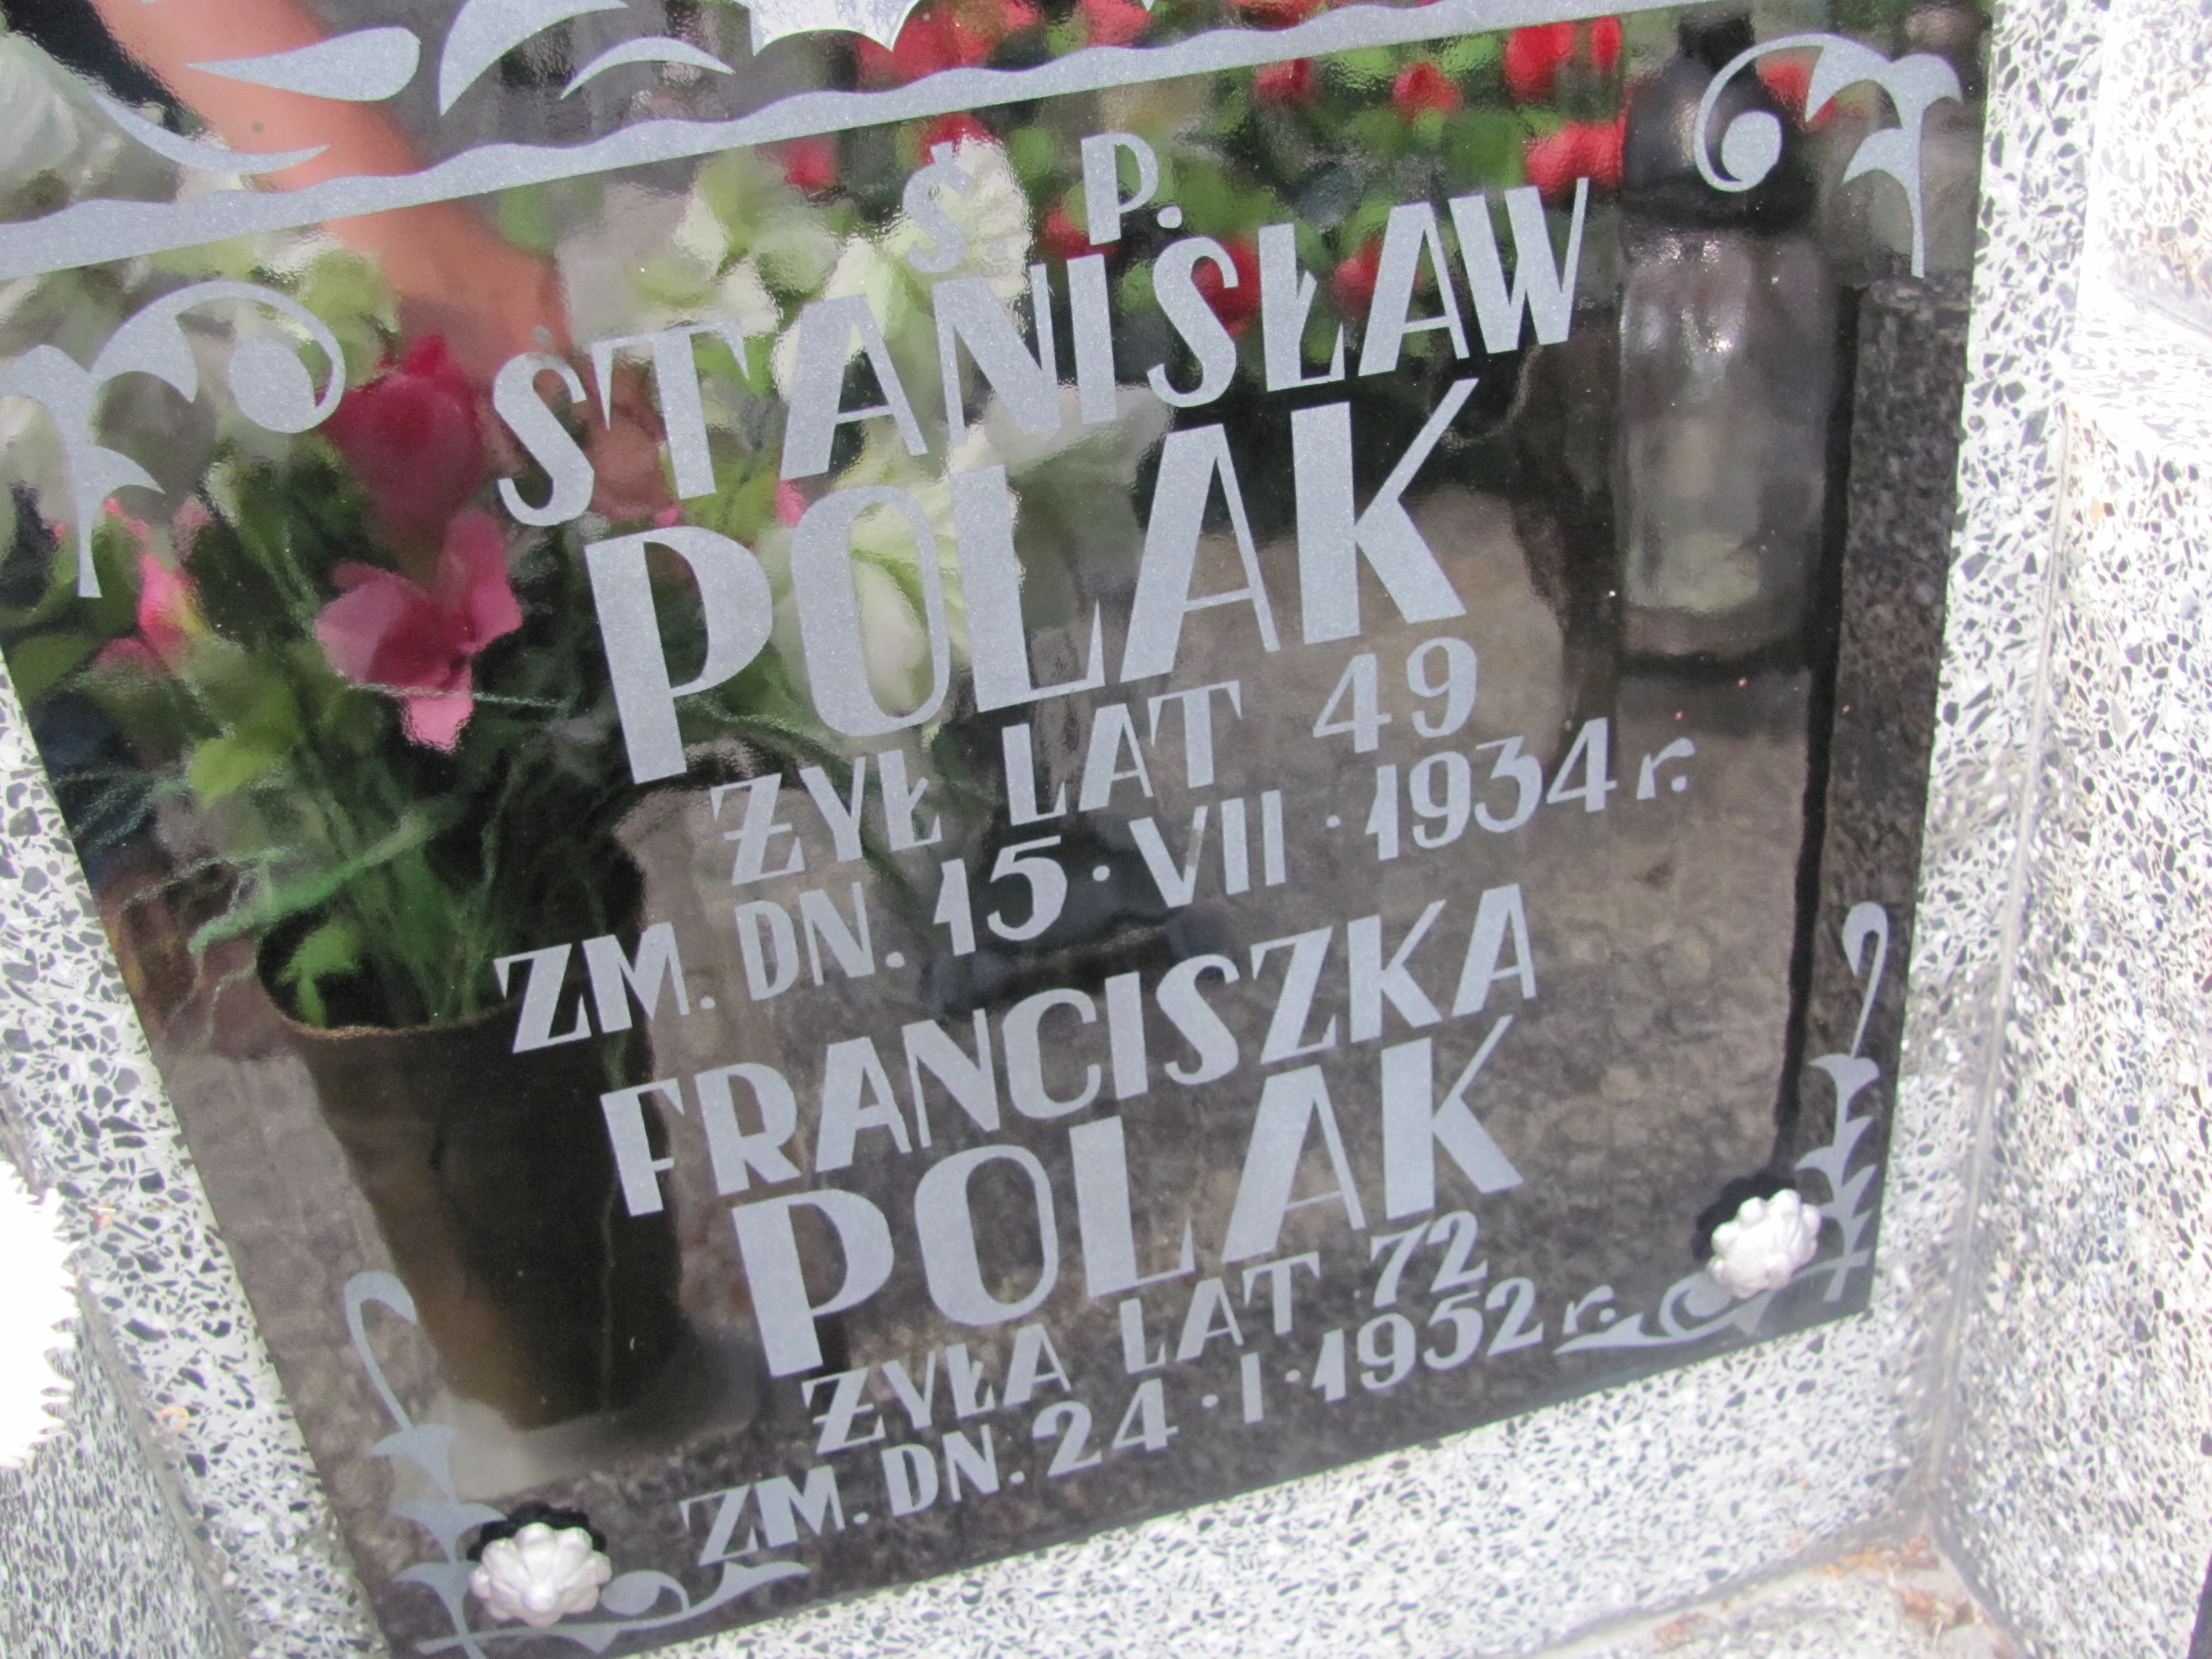 Ś. P.
STANISŁAW
POLAK
ŻYŁ LAT 49
ZM. DN. 15 · VII · 1934 r.
FRANCISZKA
POLAK
ŻYŁA LAT 72
ZM. DN. 24 · I · 1952 r.